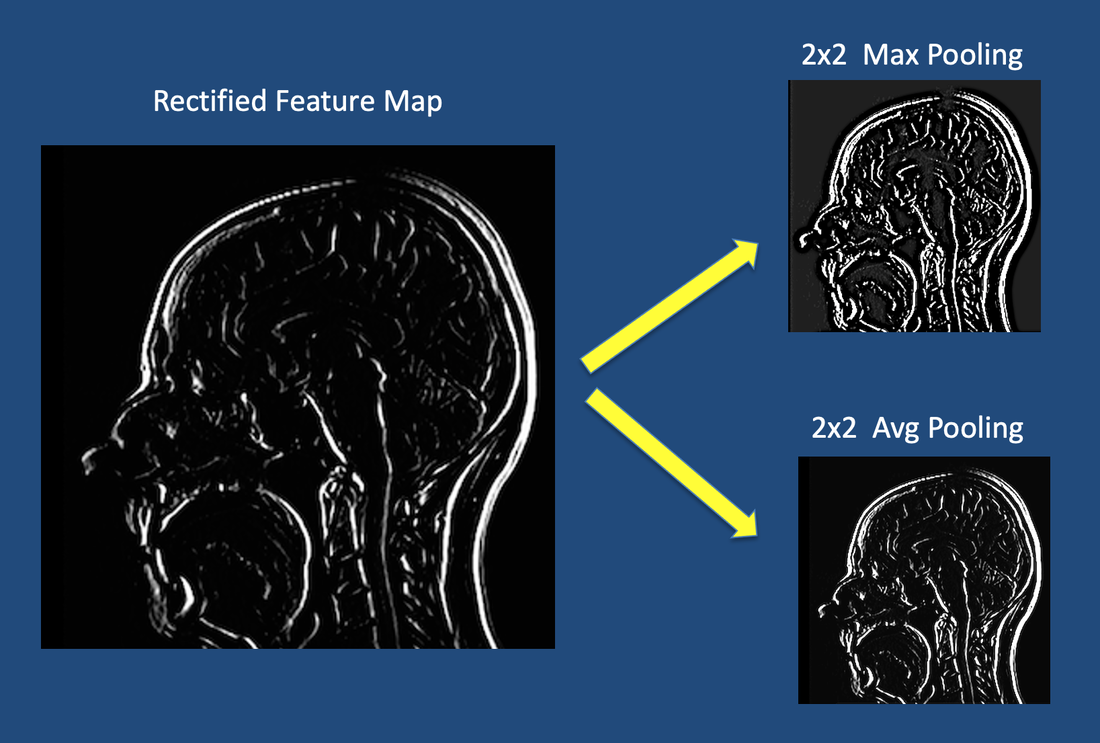 Rectified Feature Map
2x2  Max Pooling
2x2  Avg Pooling